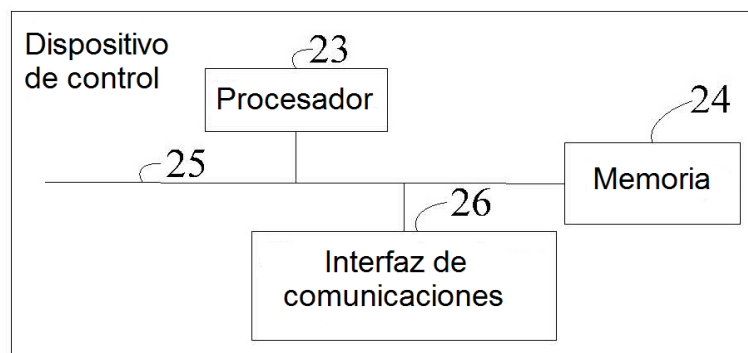 Dispositivo
de control
23
Procesador
24
25
Memoria
26
Interfaz de
comunicaciones